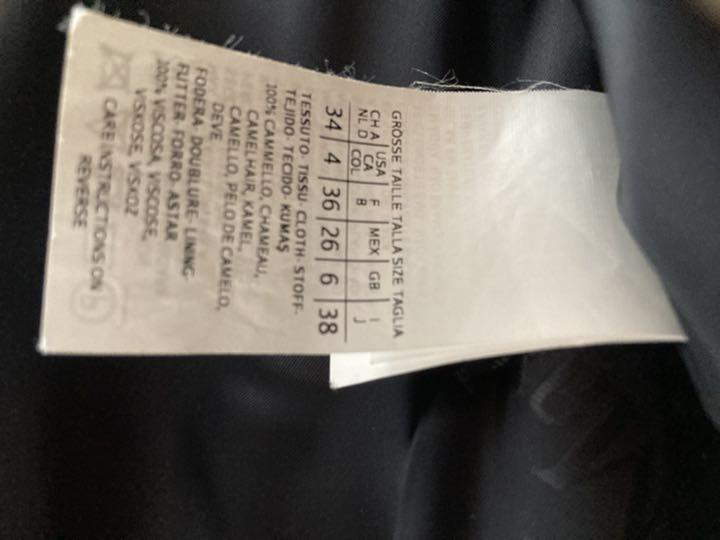 GROSSE TAILLE TALLA SIZE TAGLIA
CH A | USA | F | MEX | GB | I
NL D | CA | B | J
COL
34 | 4 | 36 | 26 | 6 | 38
TESSUTO- TISSU- CLOTH- STOFF-
TEJIDO- TECIDO- KUMAŞ
100% CAMMELLO, CHAMEAU,
CAMELHAIR, KAMEL,
CAMELLO, PELO DE CAMELO,
DEVE
FODERA- DOUBLURE- LINING-
FUTTER- FORRO- ASTAR
100% VISCOSA, VISCOSE,
VISKOSE, VISKOZ
CARE INSTRUCTIONS ON
REVERSE